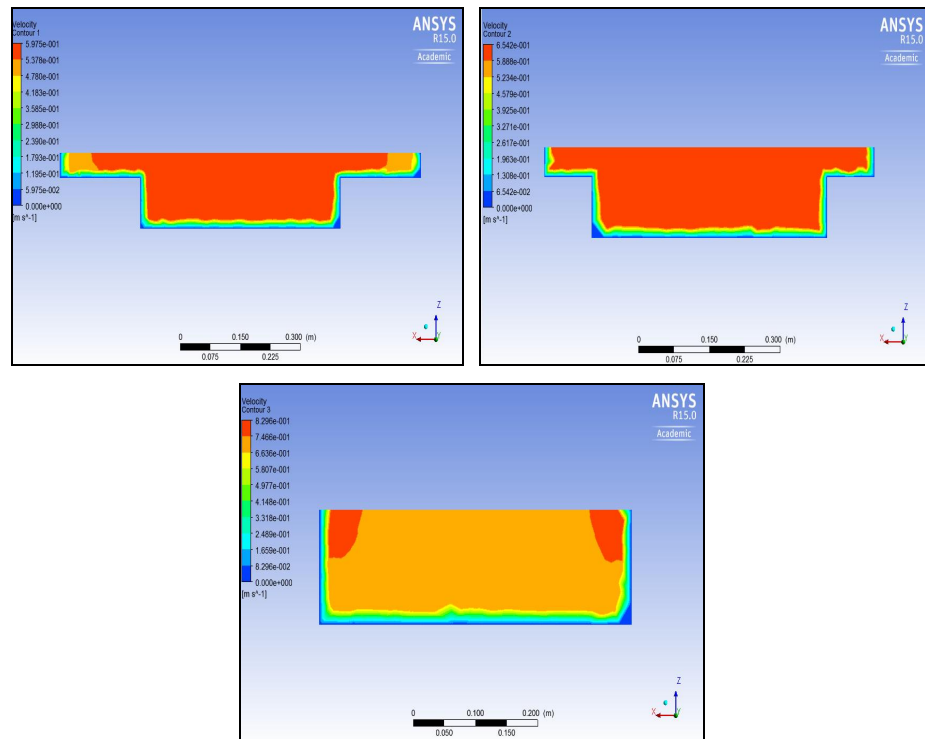 Velocity
Contour 1
5.975e-001
5.378e-001
4.780e-001
4.183e-001
3.585e-001
2.988e-001
2.390e-001
1.793e-001
1.195e-001
5.975e-002
0.000e+000
[m s^-1]
ANSYS
R15.0
Academic
0 0.150 0.300 (m)
0.075 0.225
Z
X Y
Velocity
Contour 2
6.542e-001
5.888e-001
5.234e-001
4.579e-001
3.925e-001
3.271e-001
2.617e-001
1.963e-001
1.308e-001
6.542e-002
0.000e+000
[m s^-1]
ANSYS
R15.0
Academic
0 0.150 0.300 (m)
0.075 0.225
Z
X Y
Velocity
Contour 3
8.296e-001
7.466e-001
6.636e-001
5.807e-001
4.977e-001
4.148e-001
3.318e-001
2.489e-001
1.659e-001
8.296e-002
0.000e+000
[m s^-1]
ANSYS
R15.0
Academic
0 0.100 0.200 (m)
0.050 0.150
Z
X Y